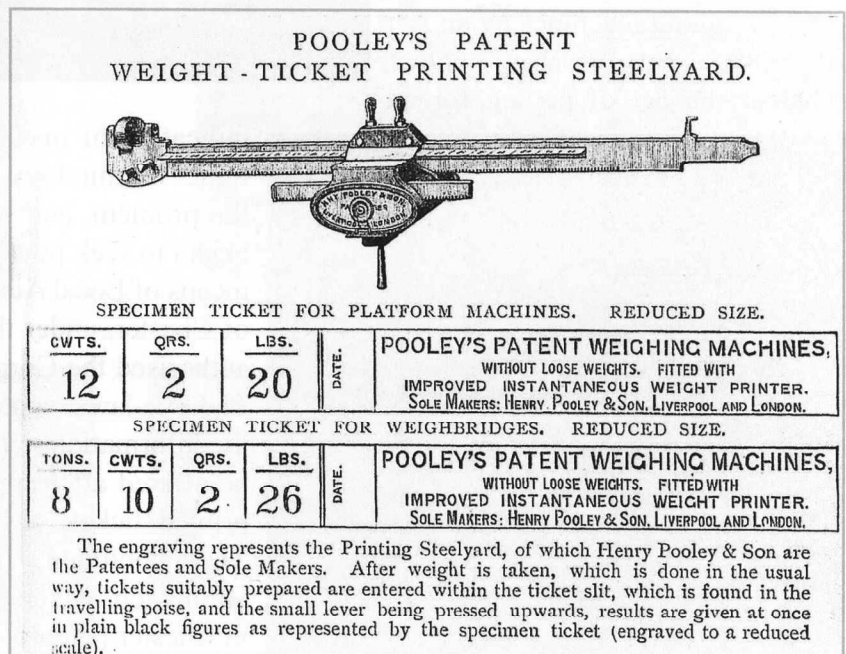 POOLEY'S PATENT
WEIGHT-TICKET PRINTING STEELYARD.
POOLEY & SON
LIVERPOOL LONDON
SPECIMEN TICKET FOR PLATFORM MACHINES. REDUCED SIZE.
CWTS. QRS. LBS.
12 2 20
DATE.
POOLEY'S PATENT WEIGHING MACHINES,
WITHOUT LOOSE WEIGHTS. FITTED WITH
IMPROVED INSTANTANEOUS WEIGHT PRINTER.
SOLE MAKERS: HENRY POOLEY & SON, LIVERPOOL AND LONDON.
SPECIMEN TICKET FOR WEIGHBRIDGES. REDUCED SIZE.
TONS. CWTS. QRS. LBS.
8 10 2 26
DATE.
POOLEY'S PATENT WEIGHING MACHINES,
WITHOUT LOOSE WEIGHTS. FITTED WITH
IMPROVED INSTANTANEOUS WEIGHT PRINTER.
SOLE MAKERS: HENRY POOLEY & SON, LIVERPOOL AND LONDON.
The engraving represents the Printing Steelyard, of which Henry Pooley & Son are
the Patentees and Sole Makers. After weight is taken, which is done in the usual
way, tickets suitably prepared are entered within the ticket slit, which is found in the
travelling poise, and the small lever being pressed upwards, results are given at once
in plain black figures as represented by the specimen ticket (engraved to a reduced
scale).